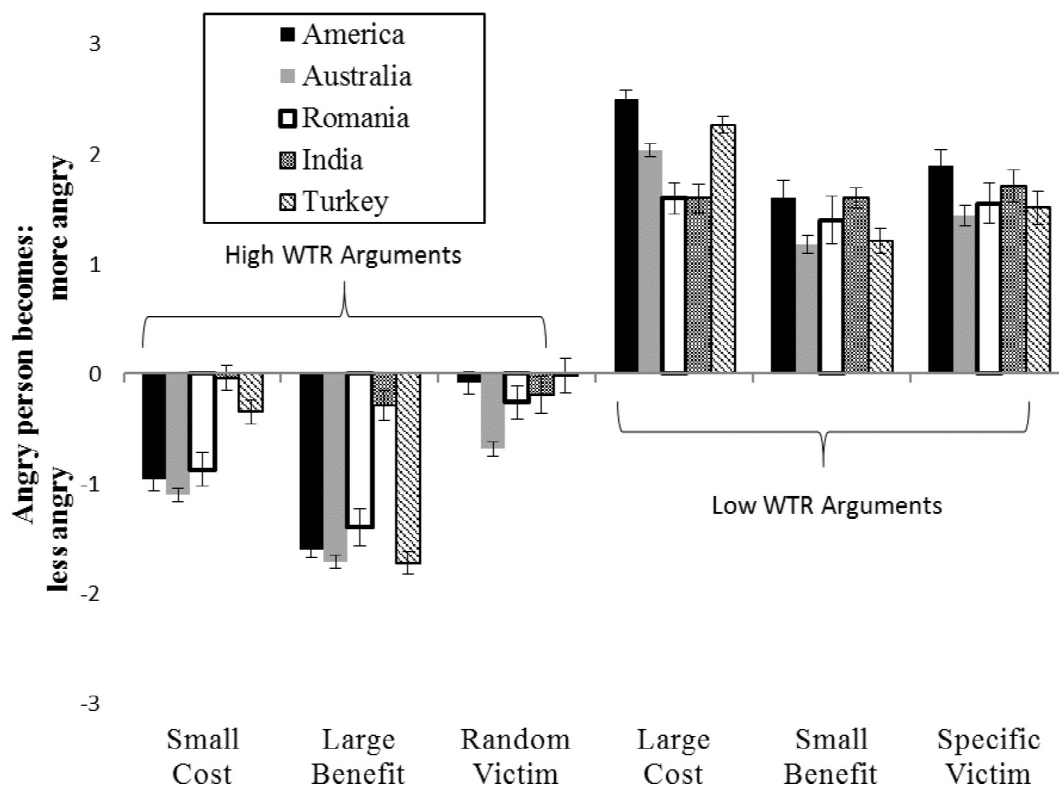 3
2
1
0
-1
-2
-3
Angry person becomes:
less angry more angry
America
Australia
Romania
India
Turkey
High WTR Arguments
Low WTR Arguments
Small
Cost
Large
Benefit
Random
Victim
Large
Cost
Small
Benefit
Specific
Victim